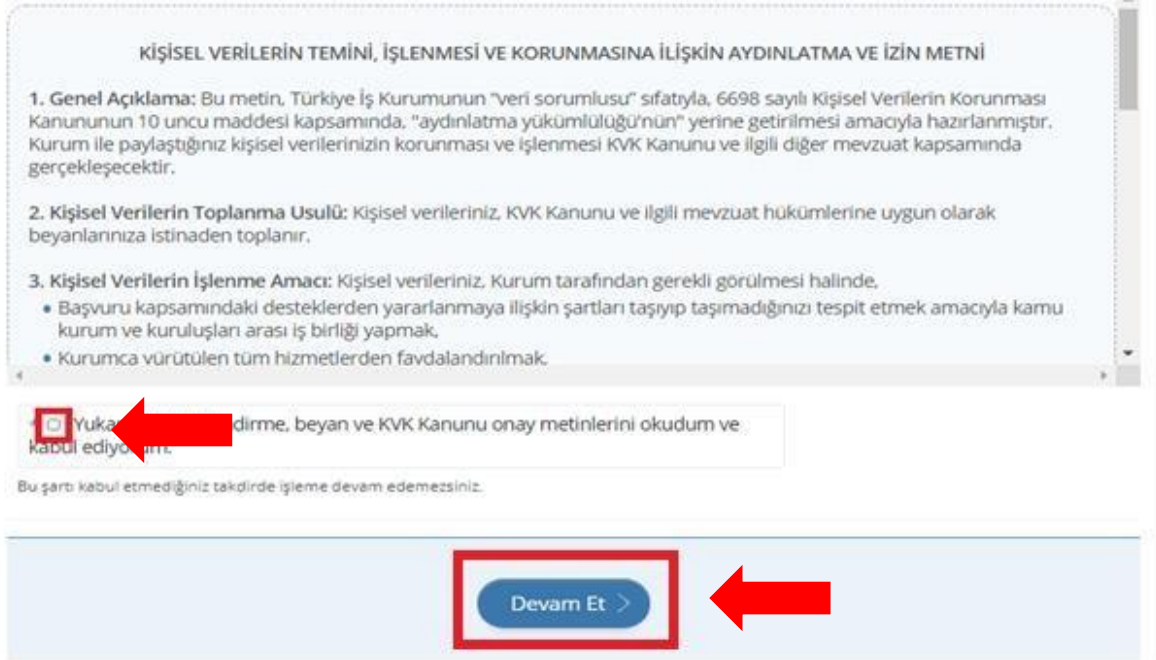 KİŞİSEL VERİLERİN TEMİNİ, İŞLENMESİ VE KORUNMASINA İLİŞKİN AYDINLATMA VE İZİN METNİ
1. Genel Açıklama: Bu metin, Türkiye İş Kurumunun "veri sorumlusu" sıfatıyla, 6698 sayılı Kişisel Verilerin Korunması
Kanununun 10 uncu maddesi kapsamında, "aydınlatma yükümlülüğü'nün" yerine getirilmesi amacıyla hazırlanmıştır.
Kurum ile paylaştığınız kişisel verilerinizin korunması ve işlenmesi KVK Kanunu ve ilgili diğer mevzuat kapsamında
gerçekleşecektir.
2. Kişisel Verilerin Toplanma Usulü: Kişisel verileriniz, KVK Kanunu ve ilgili mevzuat hükümlerine uygun olarak
beyanlarınıza istinaden toplanır.
3. Kişisel Verilerin İşlenme Amacı: Kişisel verileriniz, Kurum tarafından gerekli görülmesi halinde,
• Başvuru kapsamındaki desteklerden yararlanmaya ilişkin şartları taşıyıp taşımadığınızı tespit etmek amacıyla kamu
kurum ve kuruluşları arası iş birliği yapmak,
• Kurumca yürütülen tüm hizmetlerden faydalandırılmak,
dirme, beyan ve KVK Kanunu onay metinlerini okudum ve
kabul
Bu şartı kabul etmediğiniz takdirde işleme devam edemezsiniz.
Devam Et >